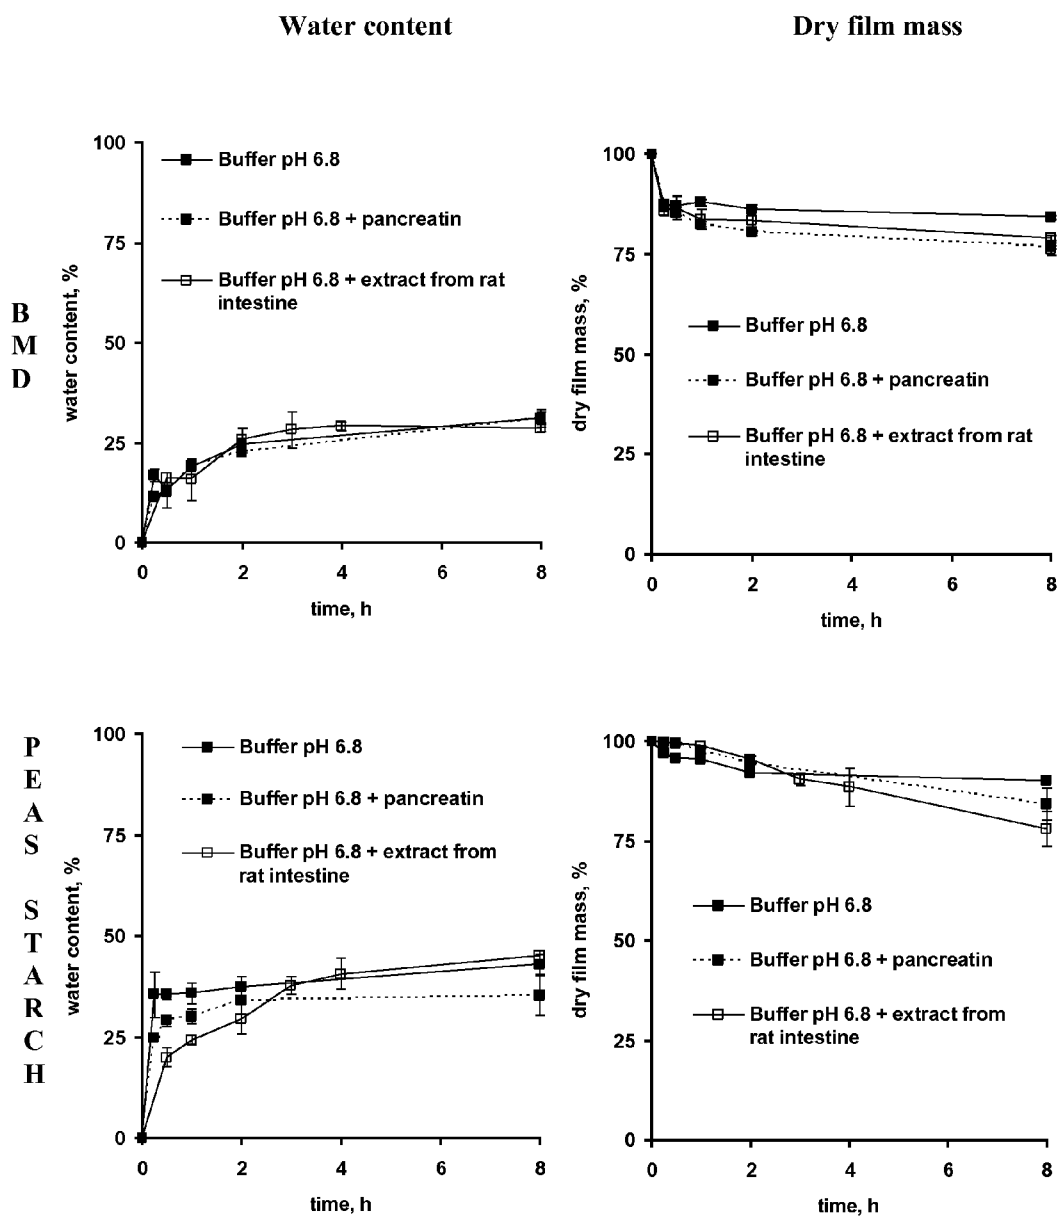 Water content
Dry film mass
B
M
D
water content, %
100
75
50
25
0
Buffer pH 6.8
Buffer pH 6.8 + pancreatin
Buffer pH 6.8 + extract from rat
intestine
0
2
4
6
8
time, h
dry film mass, %
100
75
50
25
0
Buffer pH 6.8
Buffer pH 6.8 + pancreatin
Buffer pH 6.8 + extract from rat
intestine
0
2
4
6
8
time, h
P
E
A
S
S
T
A
R
C
H
water content, %
100
75
50
25
0
Buffer pH 6.8
Buffer pH 6.8 + pancreatin
Buffer pH 6.8 + extract from
rat intestine
0
2
4
6
8
time, h
dry film mass, %
100
75
50
25
0
Buffer pH 6.8
Buffer pH 6.8 + pancreatin
Buffer pH 6.8 + extract from
rat intestine
0
2
4
6
8
time, h